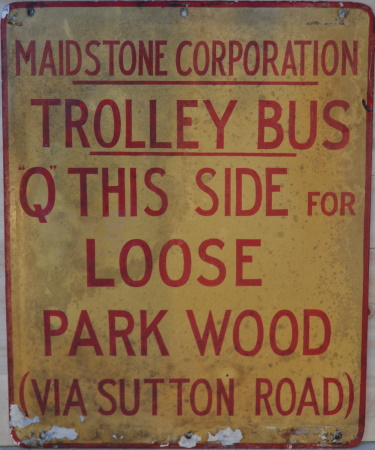 MAIDSTONE CORPORATION
TROLLEY BUS
"Q" THIS SIDE FOR
LOOSE
PARK WOOD
(VIA SUTTON ROAD)